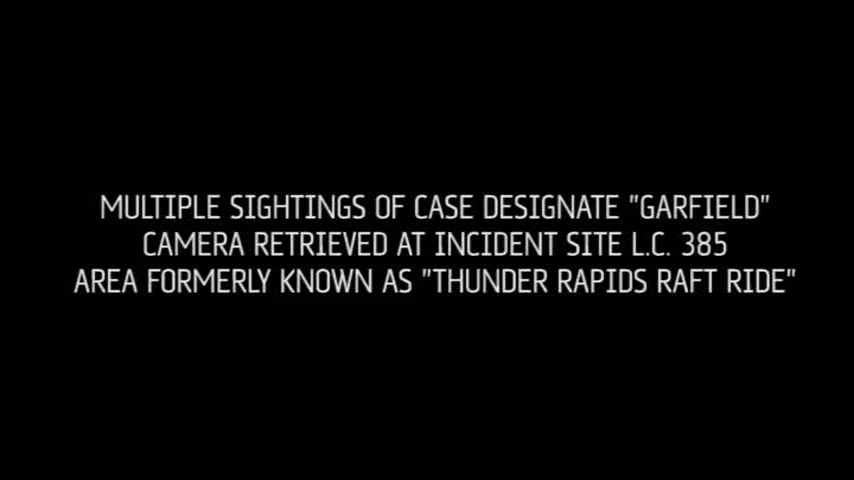 MULTIPLE SIGHTINGS OF CASE DESIGNATE "GARFIELD"
CAMERA RETRIEVED AT INCIDENT SITE L.C. 385
AREA FORMERLY KNOWN AS "THUNDER RAPIDS RAFT RIDE"